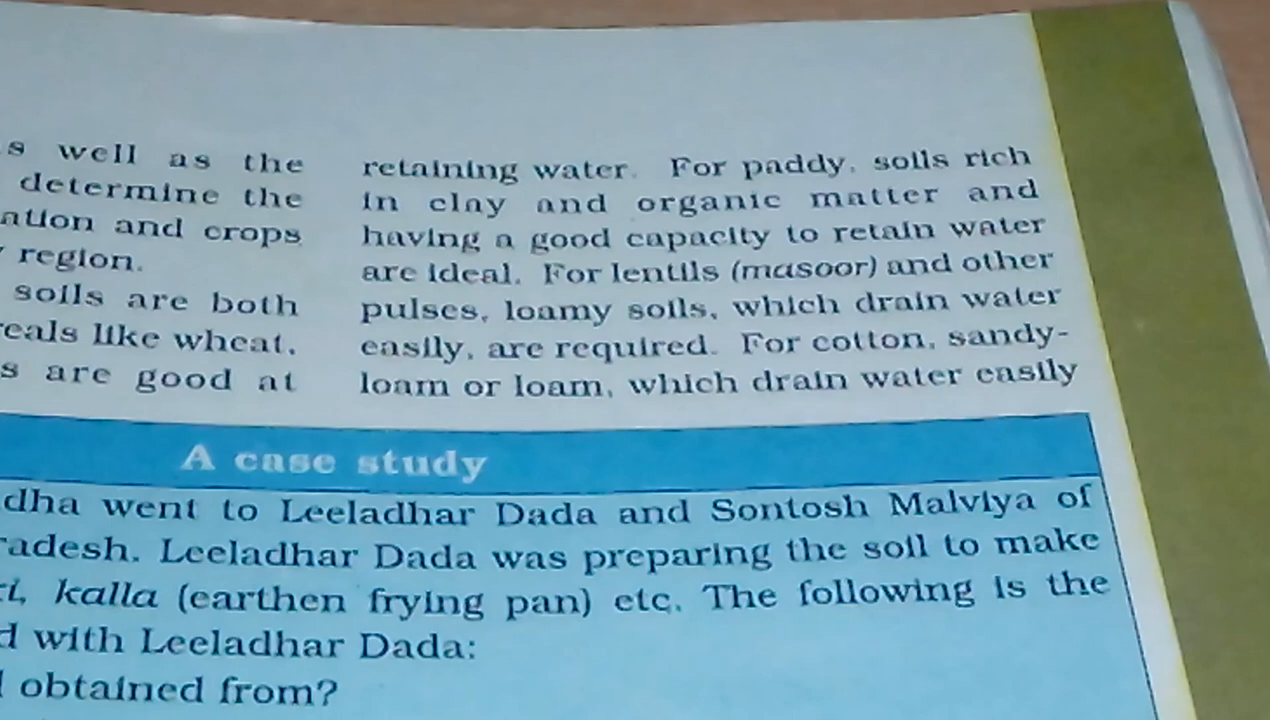 well as the
determine the
and crops
region.
soils are both
like wheat,
are good at
retaining water. For paddy, soils rich
in clay and organic matter and
having a good capacity to retain water
are ideal. For lentils (masoor) and other
pulses, loamy soils, which drain water
easily, are required. For cotton, sandy-
loam or loam, which drain water easily
A case study
dha went to Leeladhar Dada and Sontosh Malviya of
adesh. Leeladhar Dada was preparing the soil to make
kalla (earthen frying pan) etc. The following is the
with Leeladhar Dada:
obtained from?